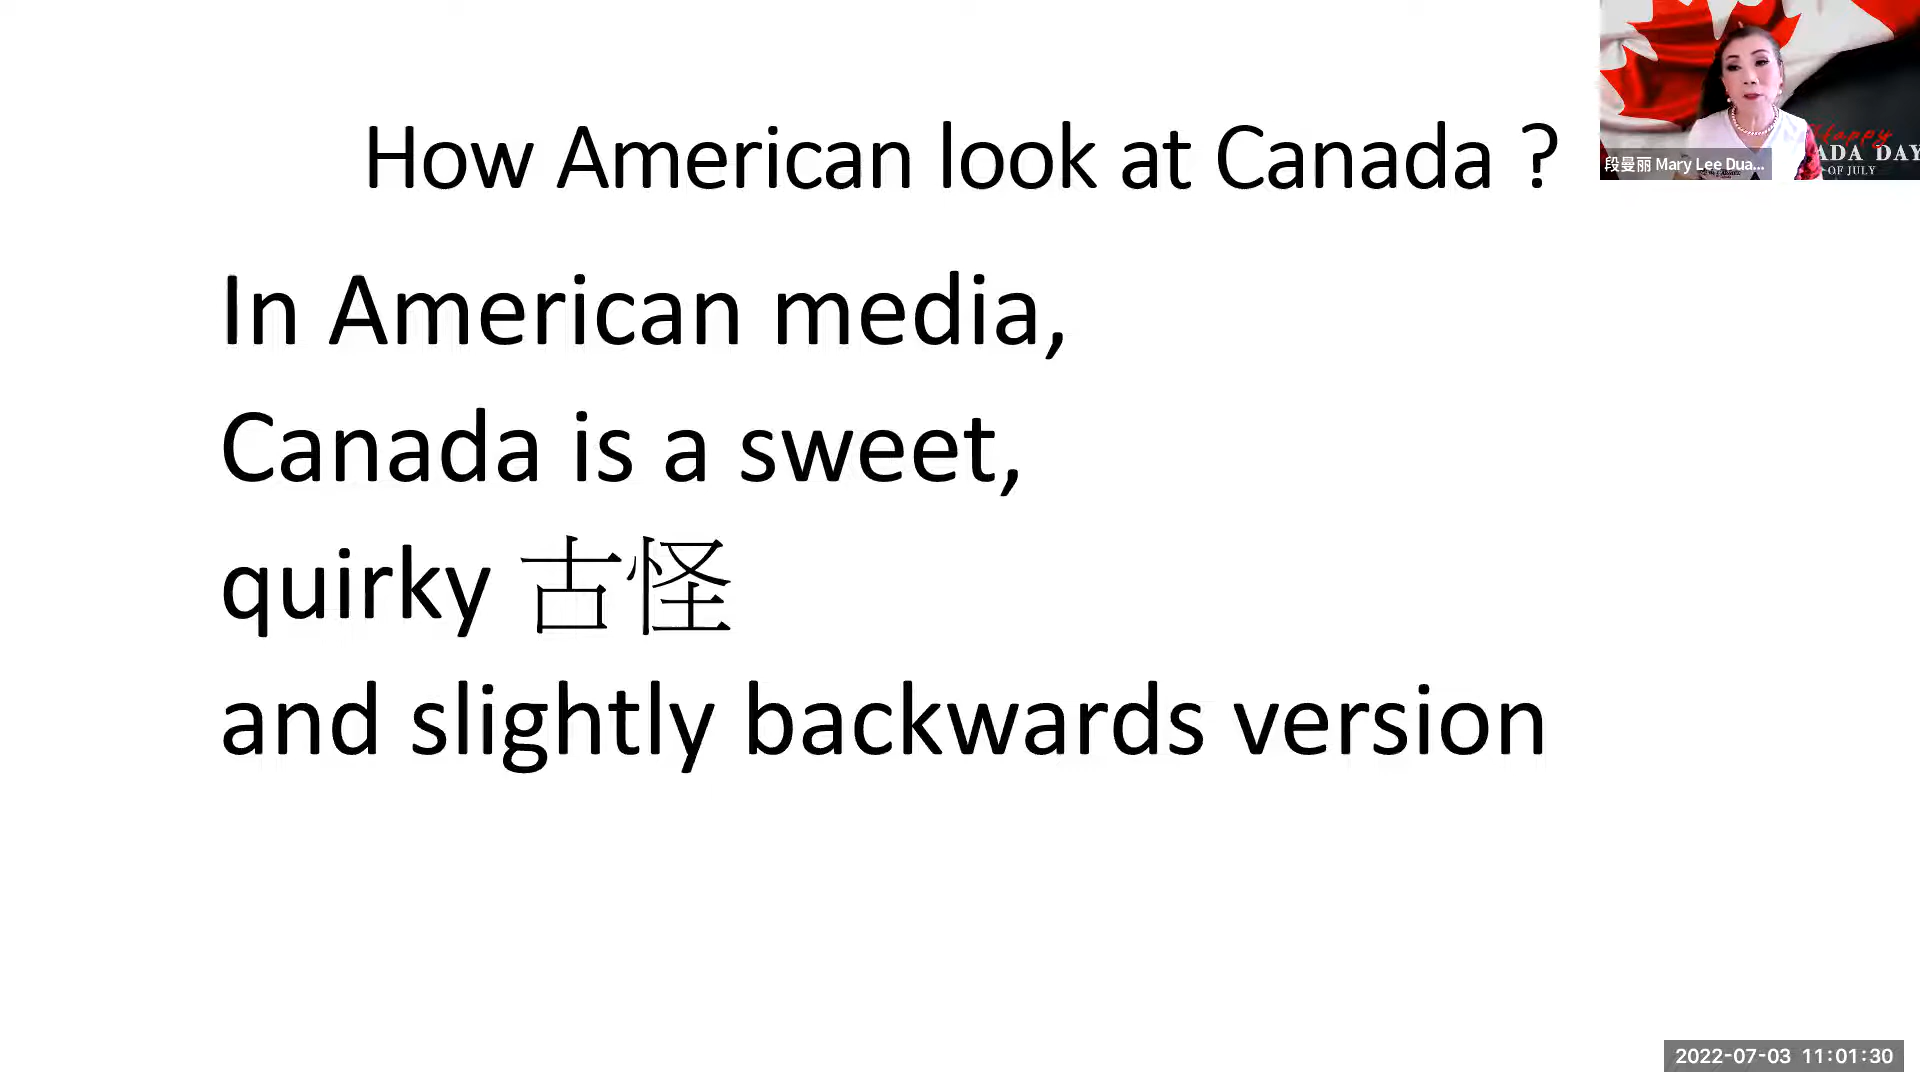 How American look at Canada ?
In American media,
Canada is a sweet,
quirky 古怪
and slightly backwards version
Happy
ADA DAY
OF JULY
段曼丽 Mary Lee Dua...
2022-07-03 11:01:30